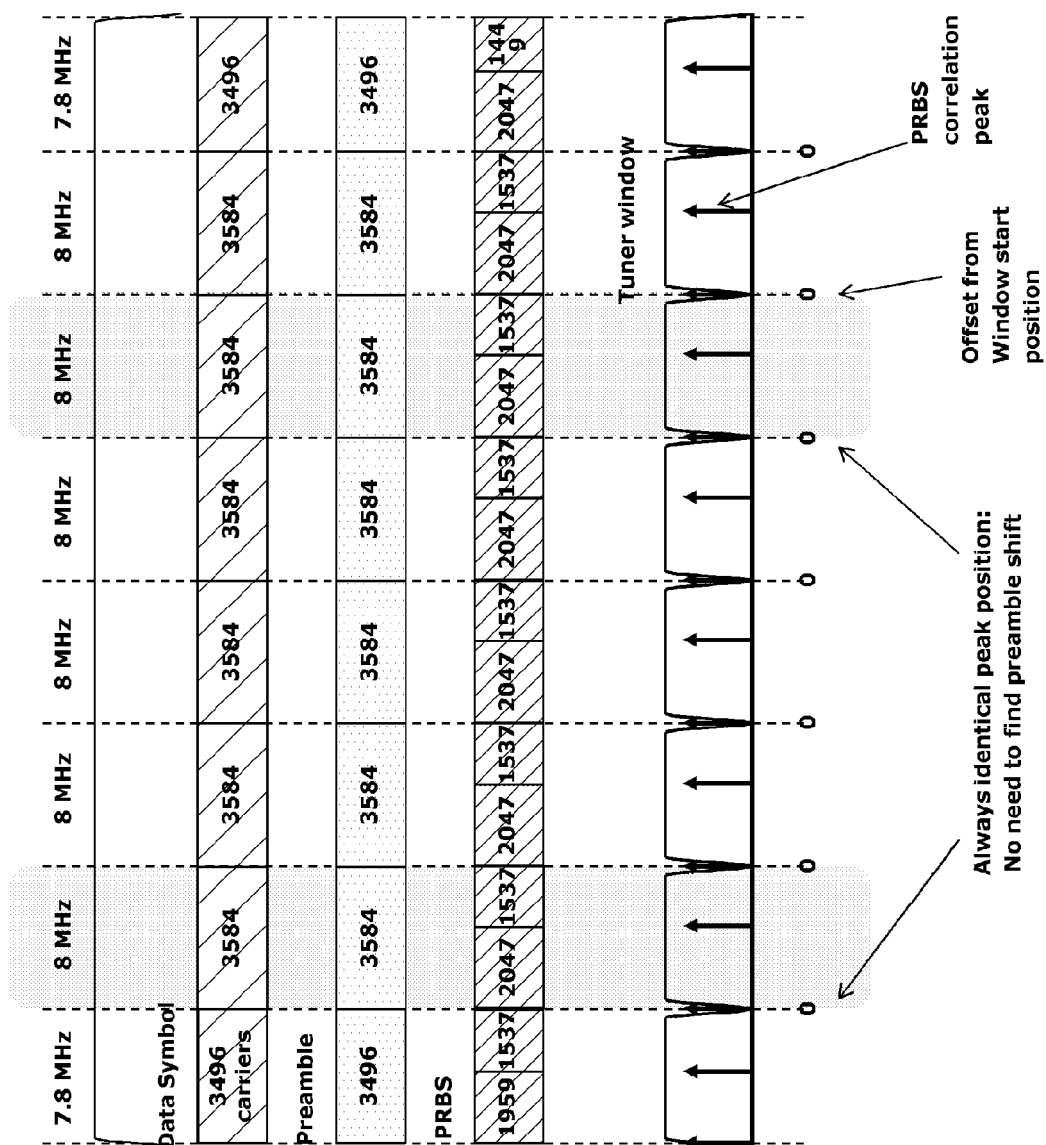 7.8 MHz 8 MHz 8 MHz 8 MHz 8 MHz 8 MHz 8 MHz 7.8 MHz
Data Symbol
3496
carriers
3584 3584 3584 3584 3584 3584 3496
Preamble
3496 3584 3584 3584 3584 3584 3584 3496
PRBS
1959 1537 2047 1537 2047 1537 2047 1537 2047 1537 2047 1537 2047 1537 2047 144
9
Tuner window
0 0 0 0 0 0 0
PRBS
correlation
peak
Offset from
Window start
position
Always identical peak position:
No need to find preamble shift